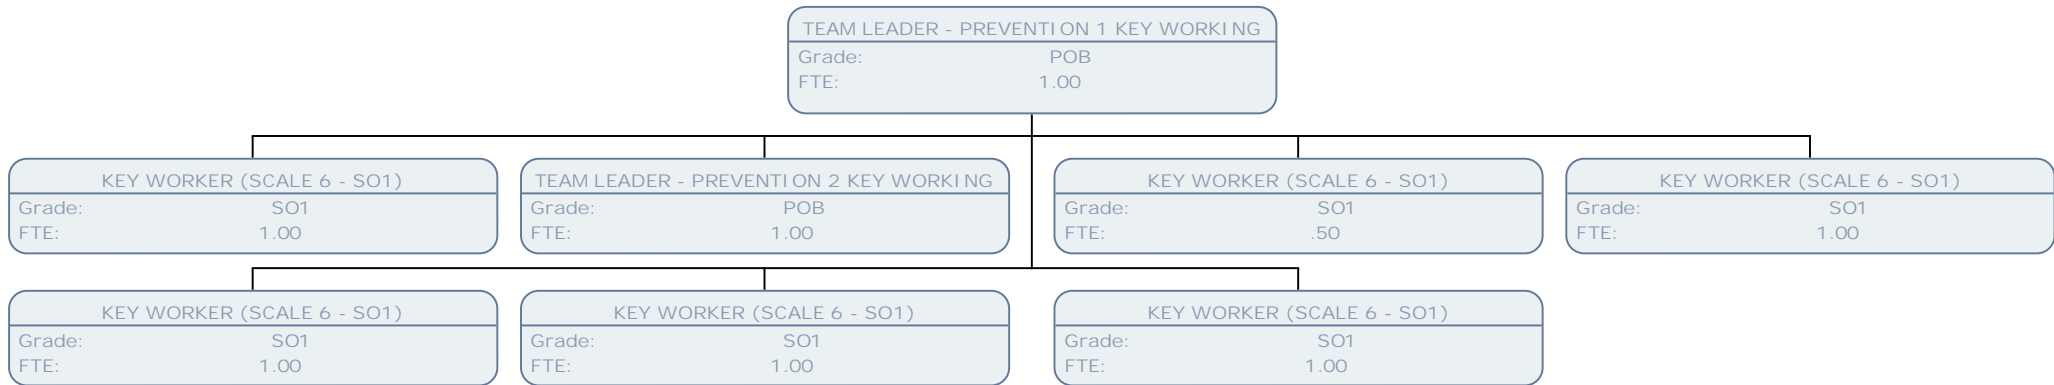 TEAM LEADER - PREVENTION 1 KEY WORKING
Grade: POB
FTE: 1.00
KEY WORKER (SCALE 6 - SO1)
Grade: SO1
FTE: 1.00
TEAM LEADER - PREVENTION 2 KEY WORKING
Grade: POB
FTE: 1.00
KEY WORKER (SCALE 6 - SO1)
Grade: SO1
FTE: .50
KEY WORKER (SCALE 6 - SO1)
Grade: SO1
FTE: 1.00
KEY WORKER (SCALE 6 - SO1)
Grade: SO1
FTE: 1.00
KEY WORKER (SCALE 6 - SO1)
Grade: SO1
FTE: 1.00
KEY WORKER (SCALE 6 - SO1)
Grade: SO1
FTE: 1.00